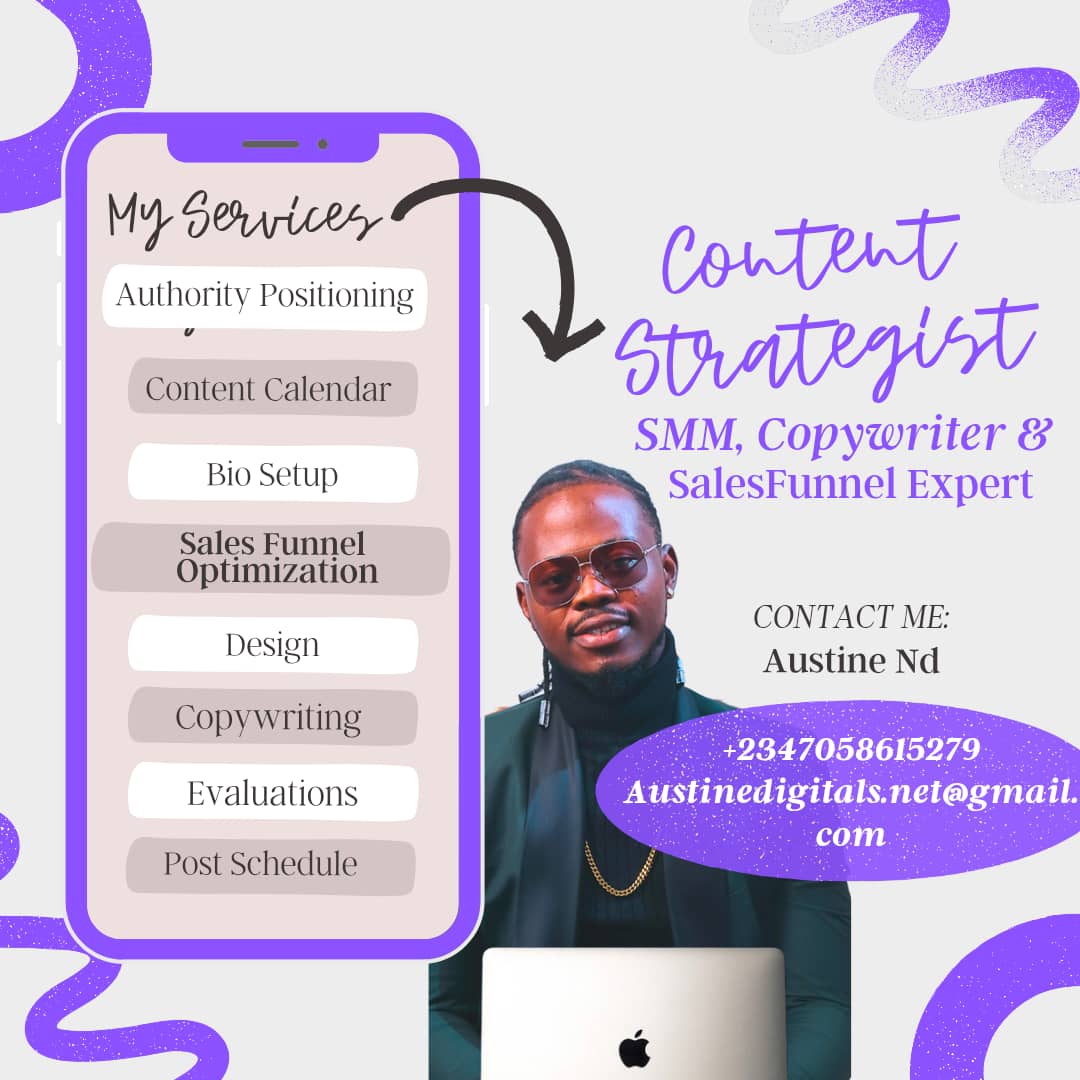 My Services
Authority Positioning
Content Calendar
Bio Setup
Sales Funnel
Optimization
Design
Copywriting
Evaluations
Post Schedule
Content
Strategist
SMM, Copywriter &
SalesFunnel Expert
CONTACT ME:
Austine Nd
+2347058615279
Austinedigitals.net@gmail.
com